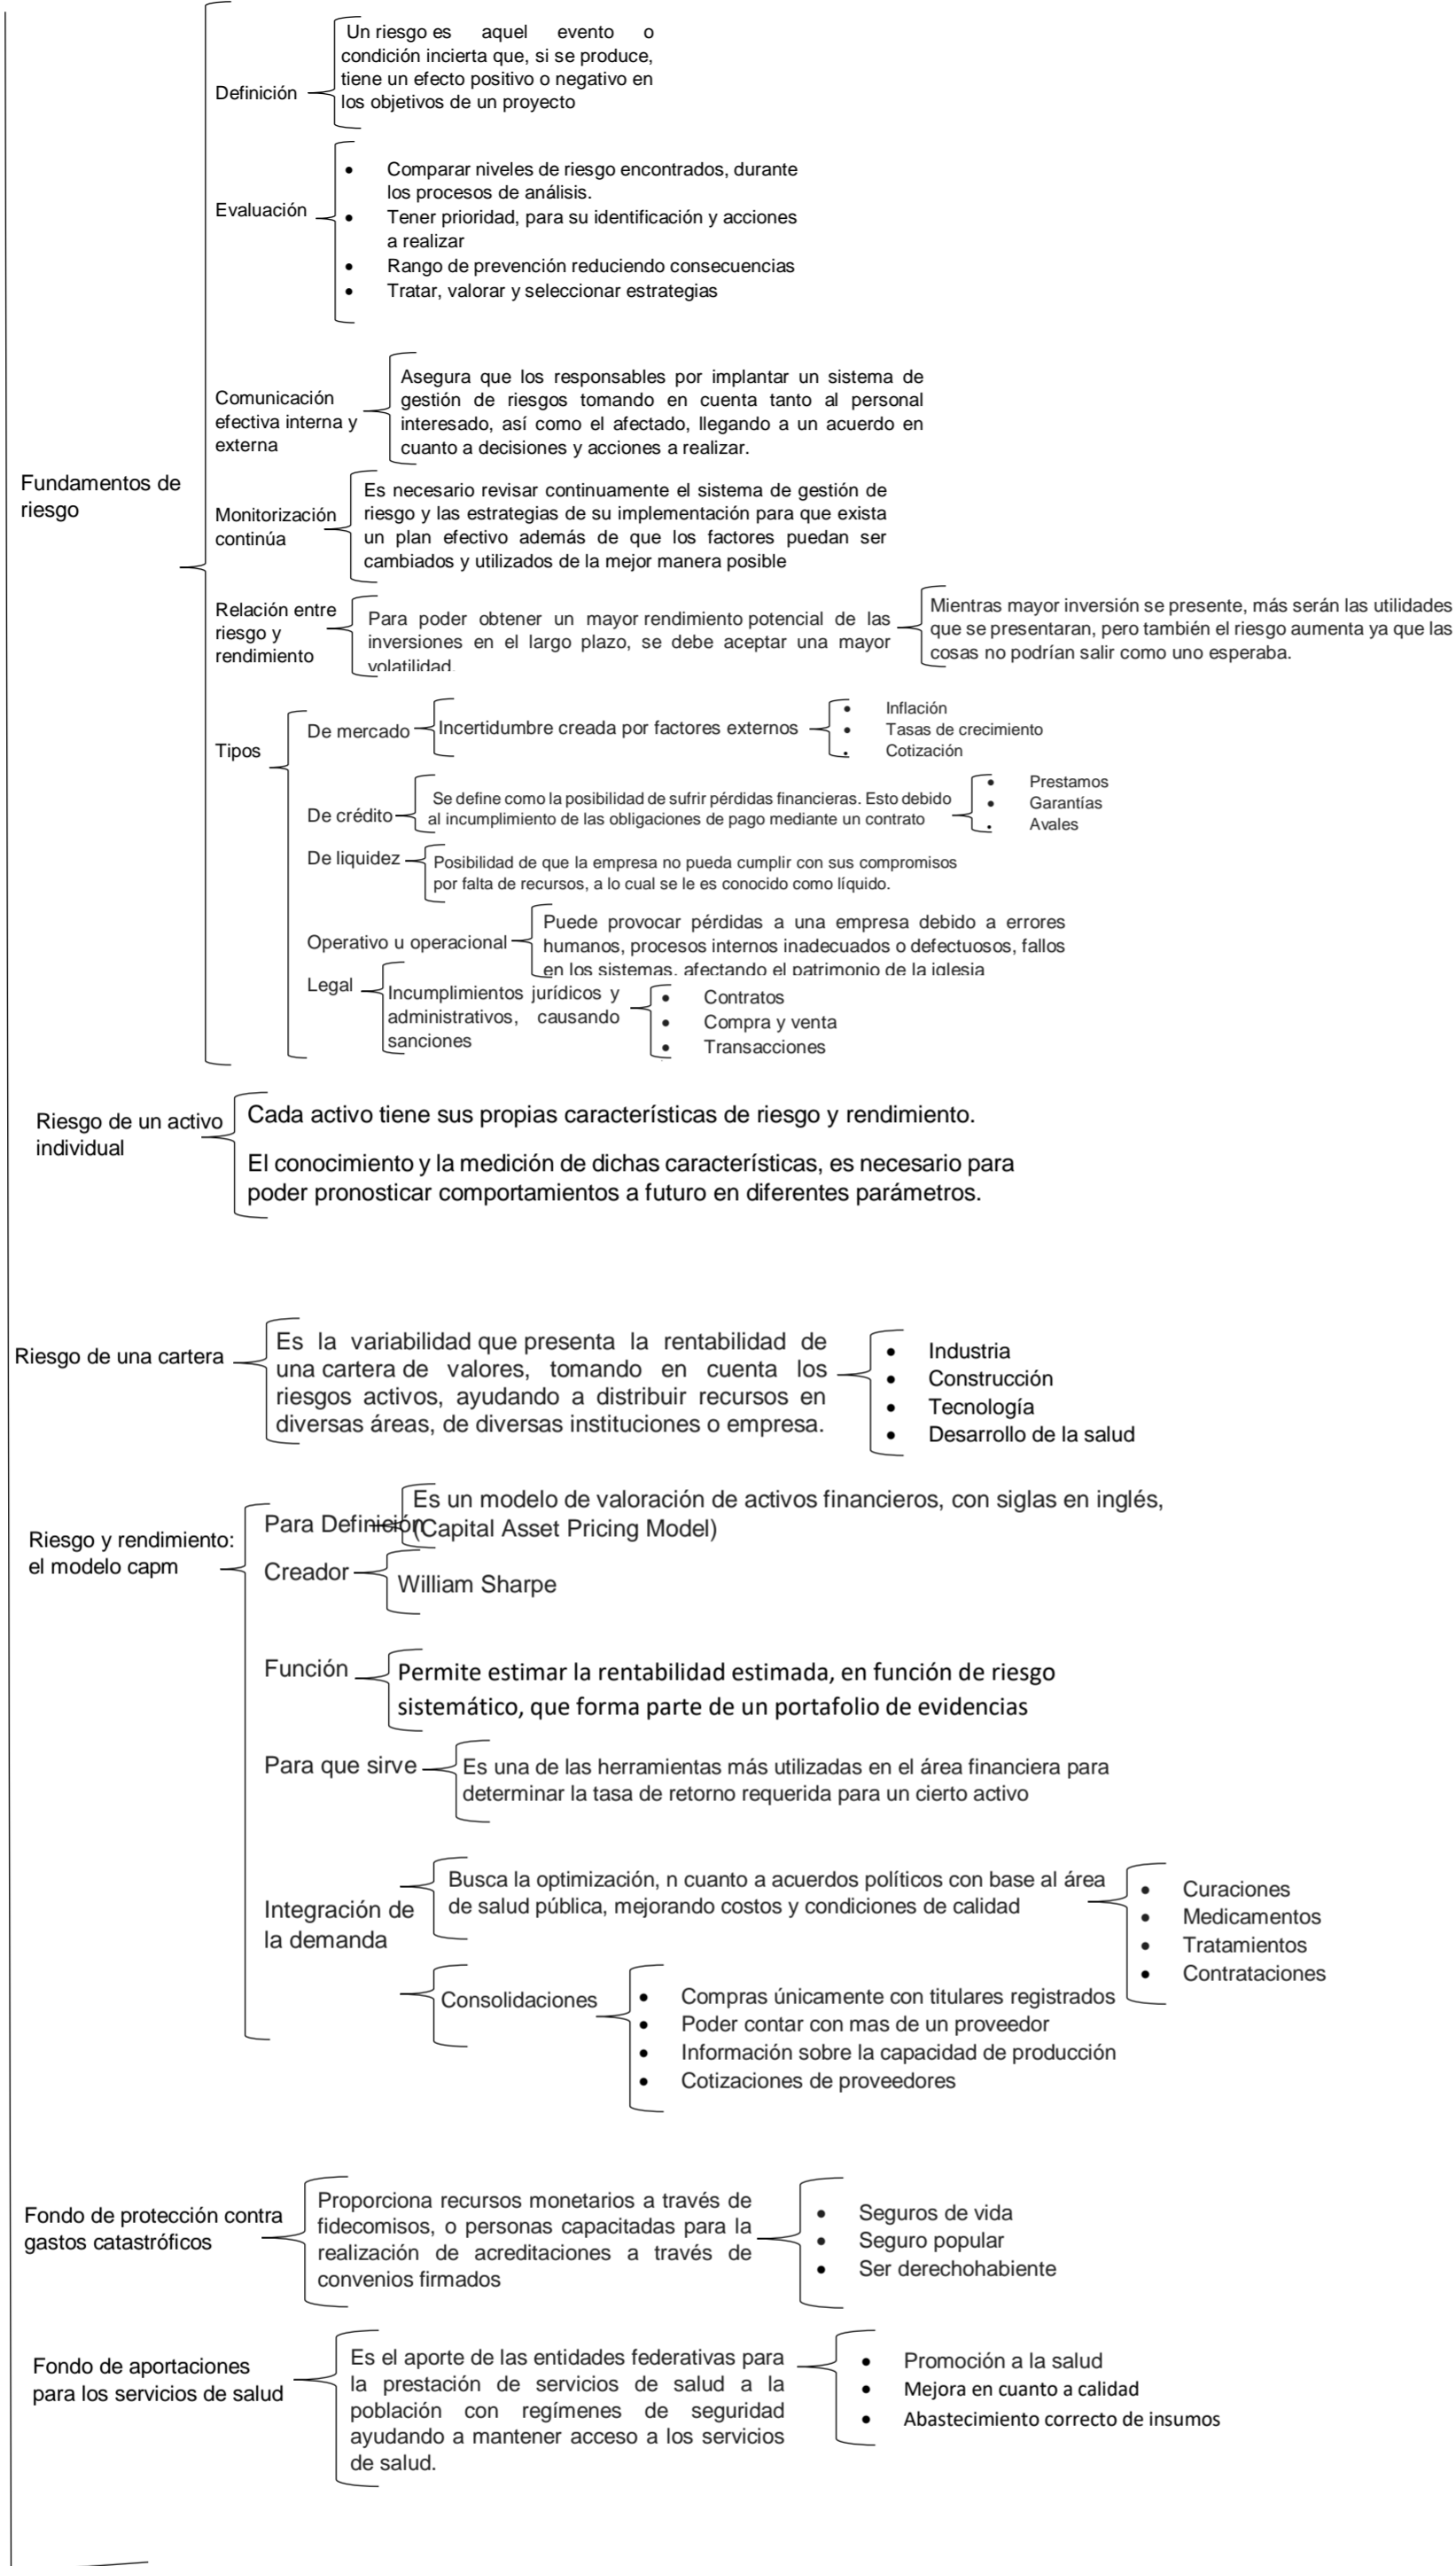 Fundamentos de
riesgo
Definición
Un riesgo es aquel evento o
condición incierta que, si se produce,
tiene un efecto positivo o negativo en
los objetivos de un proyecto
Evaluación
• Comparar niveles de riesgo encontrados, durante
los procesos de análisis.
• Tener prioridad, para su identificación y acciones
a realizar
• Rango de prevención reduciendo consecuencias
• Tratar, valorar y seleccionar estrategias
Comunicación
efectiva interna y
externa
Asegura que los responsables por implantar un sistema de
gestión de riesgos tomando en cuenta tanto al personal
interesado, así como el afectado, llegando a un acuerdo en
cuanto a decisiones y acciones a realizar.
Monitorización
continúa
Es necesario revisar continuamente el sistema de gestión de
riesgo y las estrategias de su implementación para que exista
un plan efectivo además de que los factores puedan ser
cambiados y utilizados de la mejor manera posible
Relación entre
riesgo y
rendimiento
Para poder obtener un mayor rendimiento potencial de las
inversiones en el largo plazo, se debe aceptar una mayor
volatilidad.
Mientras mayor inversión se presente, más serán las utilidades
que se presentaran, pero también el riesgo aumenta ya que las
cosas no podrían salir como uno esperaba.
Tipos
De mercado
Incertidumbre creada por factores externos
• Inflación
• Tasas de crecimiento
• Cotización
De crédito
Se define como la posibilidad de sufrir pérdidas financieras. Esto debido
al incumplimiento de las obligaciones de pago mediante un contrato
• Prestamos
• Garantías
• Avales
De liquidez
Posibilidad de que la empresa no pueda cumplir con sus compromisos
por falta de recursos, a lo cual se le es conocido como líquido.
Operativo u operacional
Puede provocar pérdidas a una empresa debido a errores
humanos, procesos internos inadecuados o defectuosos, fallos
en los sistemas, afectando el patrimonio de la iglesia
Legal
Incumplimientos jurídicos y
administrativos, causando
sanciones
• Contratos
• Compra y venta
• Transacciones
Riesgo de un activo
individual
Cada activo tiene sus propias características de riesgo y rendimiento.
El conocimiento y la medición de dichas características, es necesario para
poder pronosticar comportamientos a futuro en diferentes parámetros.
Riesgo de una cartera
Es la variabilidad que presenta la rentabilidad de
una cartera de valores, tomando en cuenta los
riesgos activos, ayudando a distribuir recursos en
diversas áreas, de diversas instituciones o empresa.
• Industria
• Construcción
• Tecnología
• Desarrollo de la salud
Riesgo y rendimiento:
el modelo capm
Para Definición
Es un modelo de valoración de activos financieros, con siglas en inglés,
(Capital Asset Pricing Model)
Creador
William Sharpe
Función
Permite estimar la rentabilidad estimada, en función de riesgo
sistemático, que forma parte de un portafolio de evidencias
Para que sirve
Es una de las herramientas más utilizadas en el área financiera para
determinar la tasa de retorno requerida para un cierto activo
Integración de
la demanda
Busca la optimización, n cuanto a acuerdos políticos con base al área
de salud pública, mejorando costos y condiciones de calidad
• Curaciones
• Medicamentos
• Tratamientos
• Contrataciones
Consolidaciones
• Compras únicamente con titulares registrados
• Poder contar con mas de un proveedor
• Información sobre la capacidad de producción
• Cotizaciones de proveedores
Fondo de protección contra
gastos catastróficos
Proporciona recursos monetarios a través de
fidecomisos, o personas capacitadas para la
realización de acreditaciones a través de
convenios firmados
• Seguros de vida
• Seguro popular
• Ser derechohabiente
Fondo de aportaciones
para los servicios de salud
Es el aporte de las entidades federativas para
la prestación de servicios de salud a la
población con regímenes de seguridad
ayudando a mantener acceso a los servicios
de salud.
• Promoción a la salud
• Mejora en cuanto a calidad
• Abastecimiento correcto de insumos